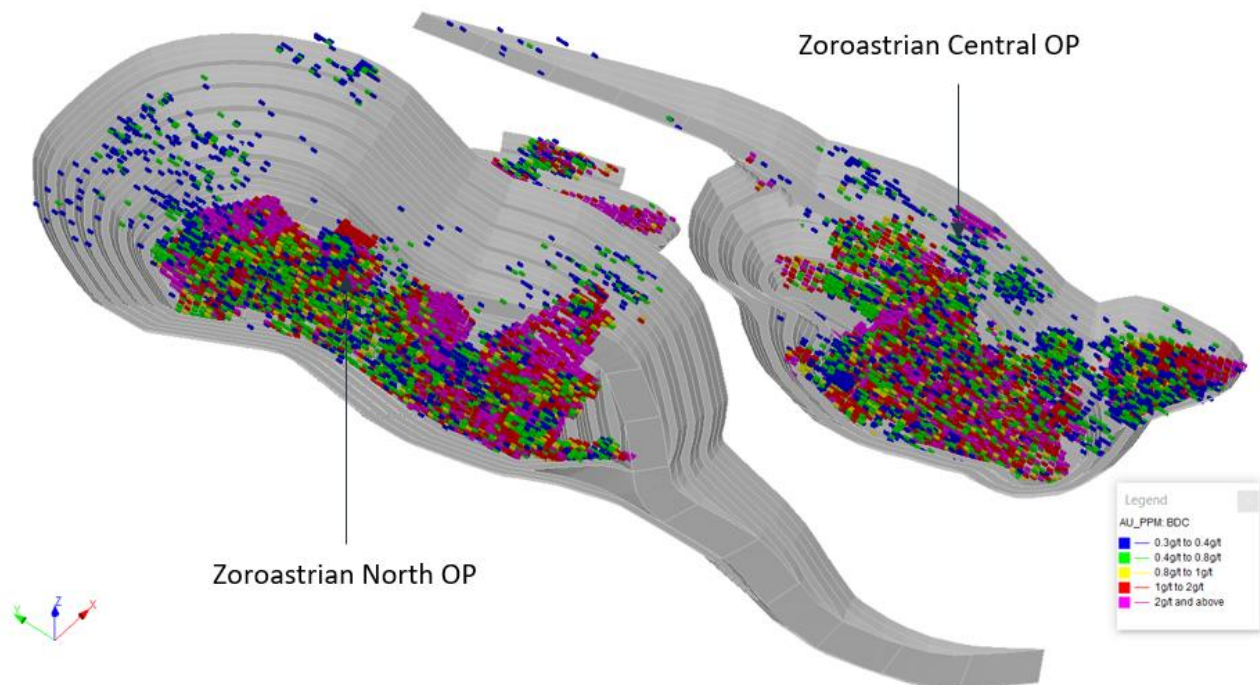 Zoroastrian Central OP
Zoroastrian North OP
Legend
AU_PPM: BDC
0.3g/t to 0.4g/t
0.4g/t to 0.8g/t
0.8g/t to 1g/t
1g/t to 2g/t
2g/t and above
Z
Y
X